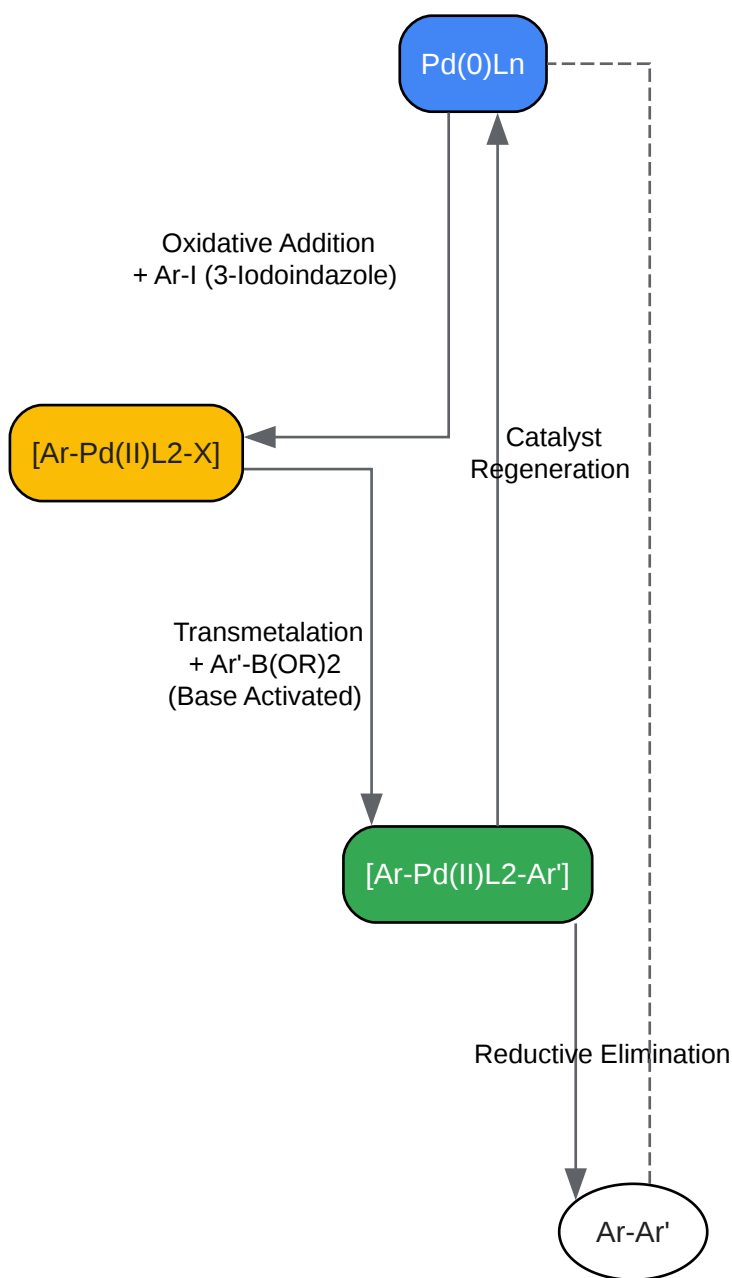 Pd(0)Ln
Oxidative Addition
+ Ar-I (3-Iodoindazole)
[Ar-Pd(II)L2-X]
Catalyst
Regeneration
Transmetalation
+ Ar'-B(OR)2
(Base Activated)
[Ar-Pd(II)L2-Ar']
Reductive Elimination
Ar-Ar'